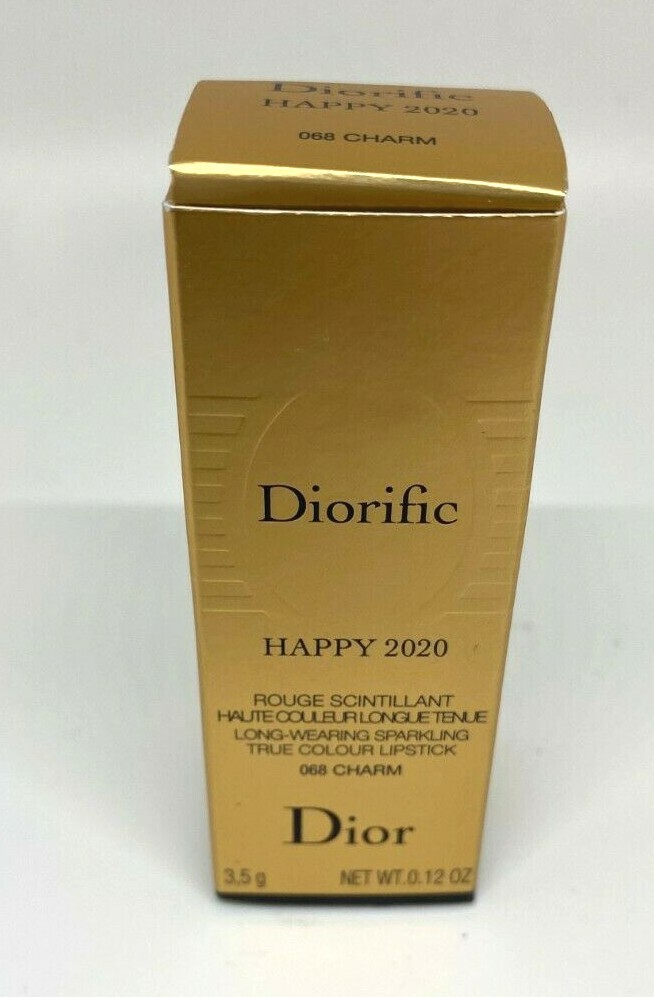 Diorific
HAPPY 2020
068 CHARM
Diorific
HAPPY 2020
ROUGE SCINTILLANT
HAUTE COULEUR LONGUE TENUE
LONG-WEARING SPARKLING
TRUE COLOUR LIPSTICK
068 CHARM
Dior
3,5 g NET WT.0.12 OZ